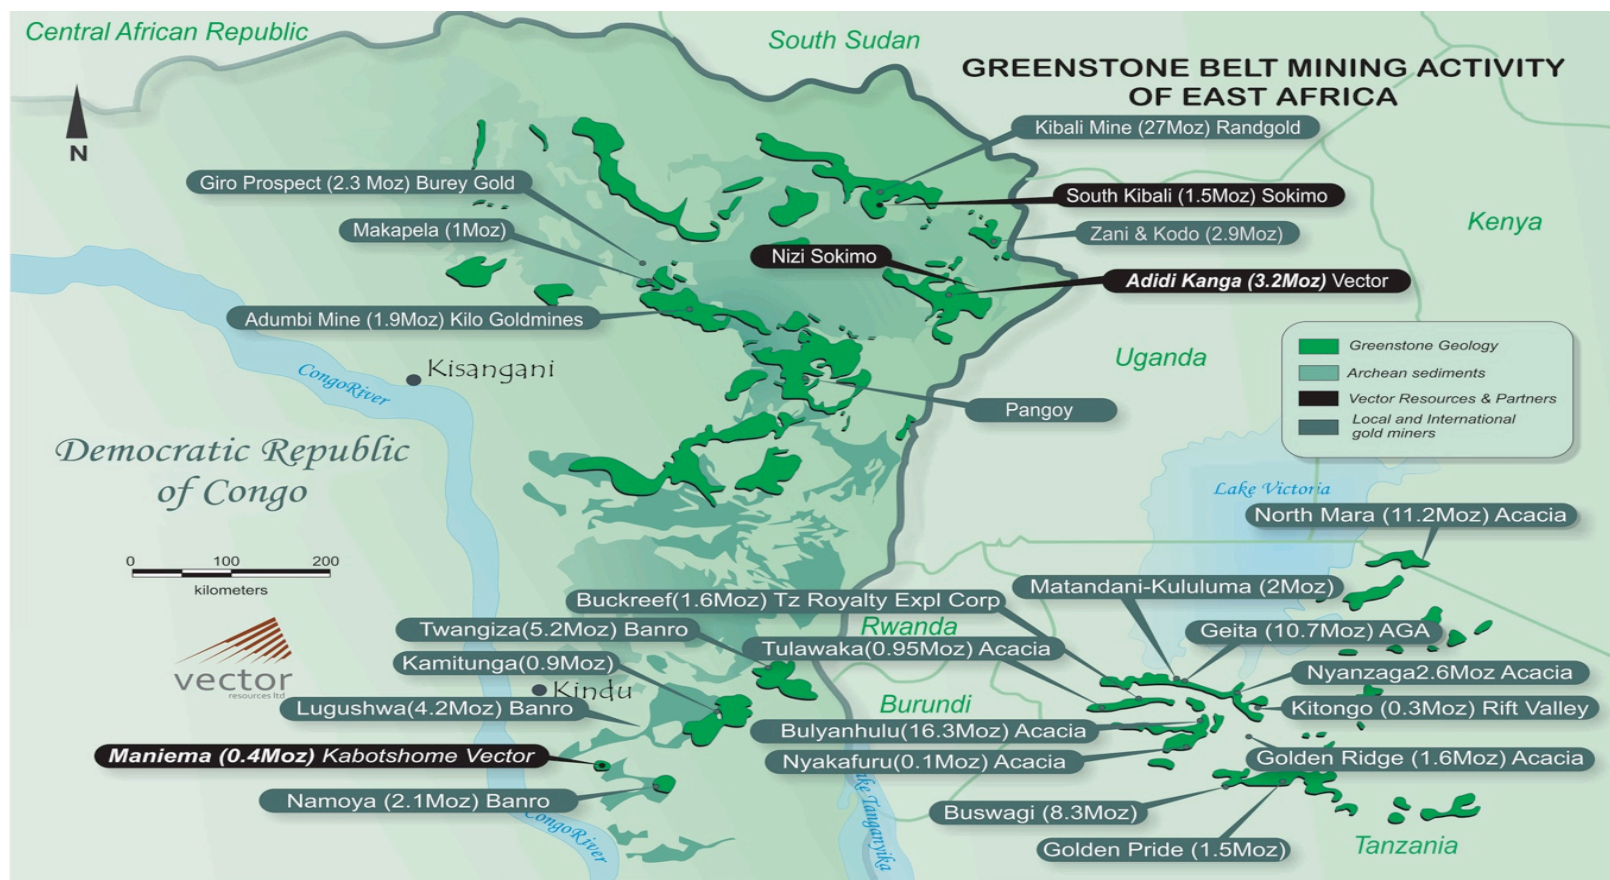 Central African Republic
South Sudan
GREENSTONE BELT MINING ACTIVITY
OF EAST AFRICA
N
Kibali Mine (27Moz) Randgold
Giro Prospect (2.3 Moz) Burey Gold
South Kibali (1.5Moz) Sokimo
Kenya
Makapela (1Moz)
Zani & Kodo (2.9Moz)
Nizi Sokimo
Adidi Kanga (3.2Moz) Vector
Adumbi Mine (1.9Moz) Kilo Goldmines
Uganda
Greenstone Geology
Archean sediments
Vector Resources & Partners
Local and International
gold miners
Kisangani
CongoRiver
Pangoy
Democratic Republic
of Congo
Lake Victoria
North Mara (11.2Moz) Acacia
0 100 200
kilometers
Matandani-Kululuma (2Moz)
Buckreef(1.6Moz) Tz Royalty Expl Corp
Twangiza(5.2Moz) Banro
Rwanda
Geita (10.7Moz) AGA
Tulawaka(0.95Moz) Acacia
Kamitunga(0.9Moz)
Nyanzaga2.6Moz Acacia
vector
resources ltd
Kindu
Burundi
Lugushwa(4.2Moz) Banro
Kitongo (0.3Moz) Rift Valley
Bulyanhulu(16.3Moz) Acacia
Maniema (0.4Moz) Kabotshome Vector
Nyakafuru(0.1Moz) Acacia
Golden Ridge (1.6Moz) Acacia
Namoya (2.1Moz) Banro
Buswagi (8.3Moz)
CongoRiver
Lake Tanganyika
Golden Pride (1.5Moz)
Tanzania